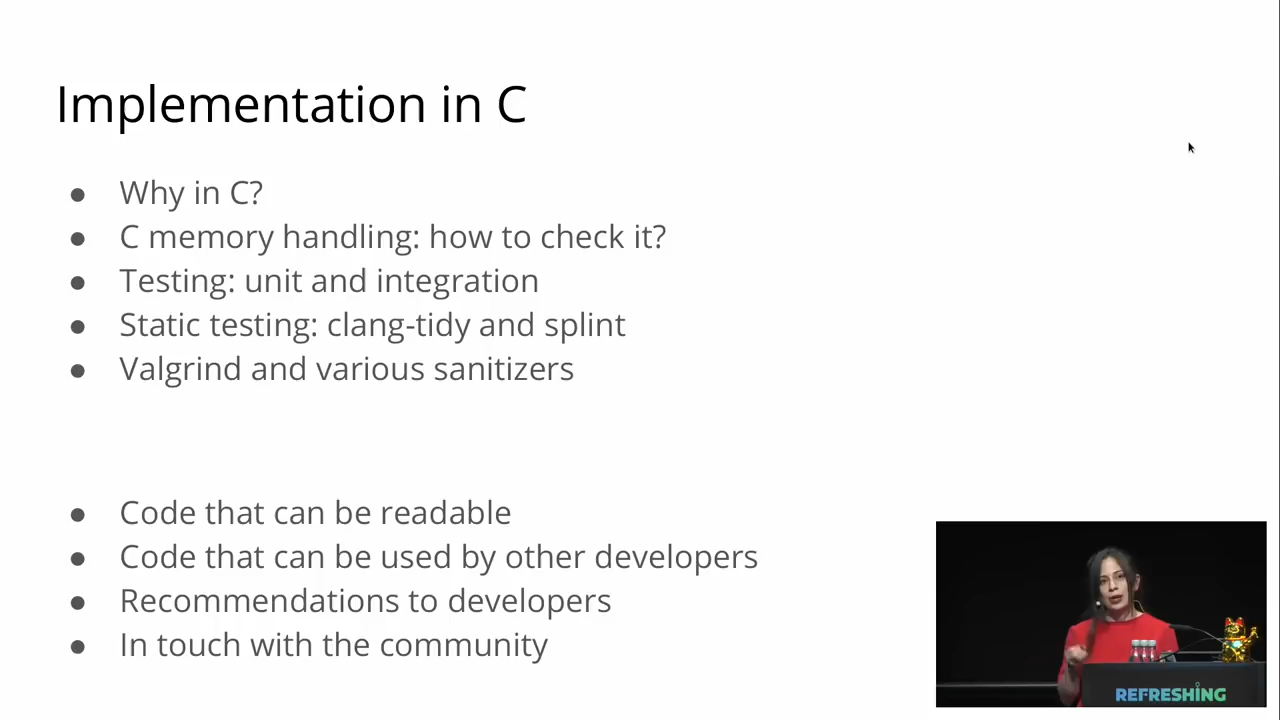 Implementation in C
● Why in C?
● C memory handling: how to check it?
● Testing: unit and integration
● Static testing: clang-tidy and splint
● Valgrind and various sanitizers
● Code that can be readable
● Code that can be used by other developers
● Recommendations to developers
● In touch with the community
REFRESHING